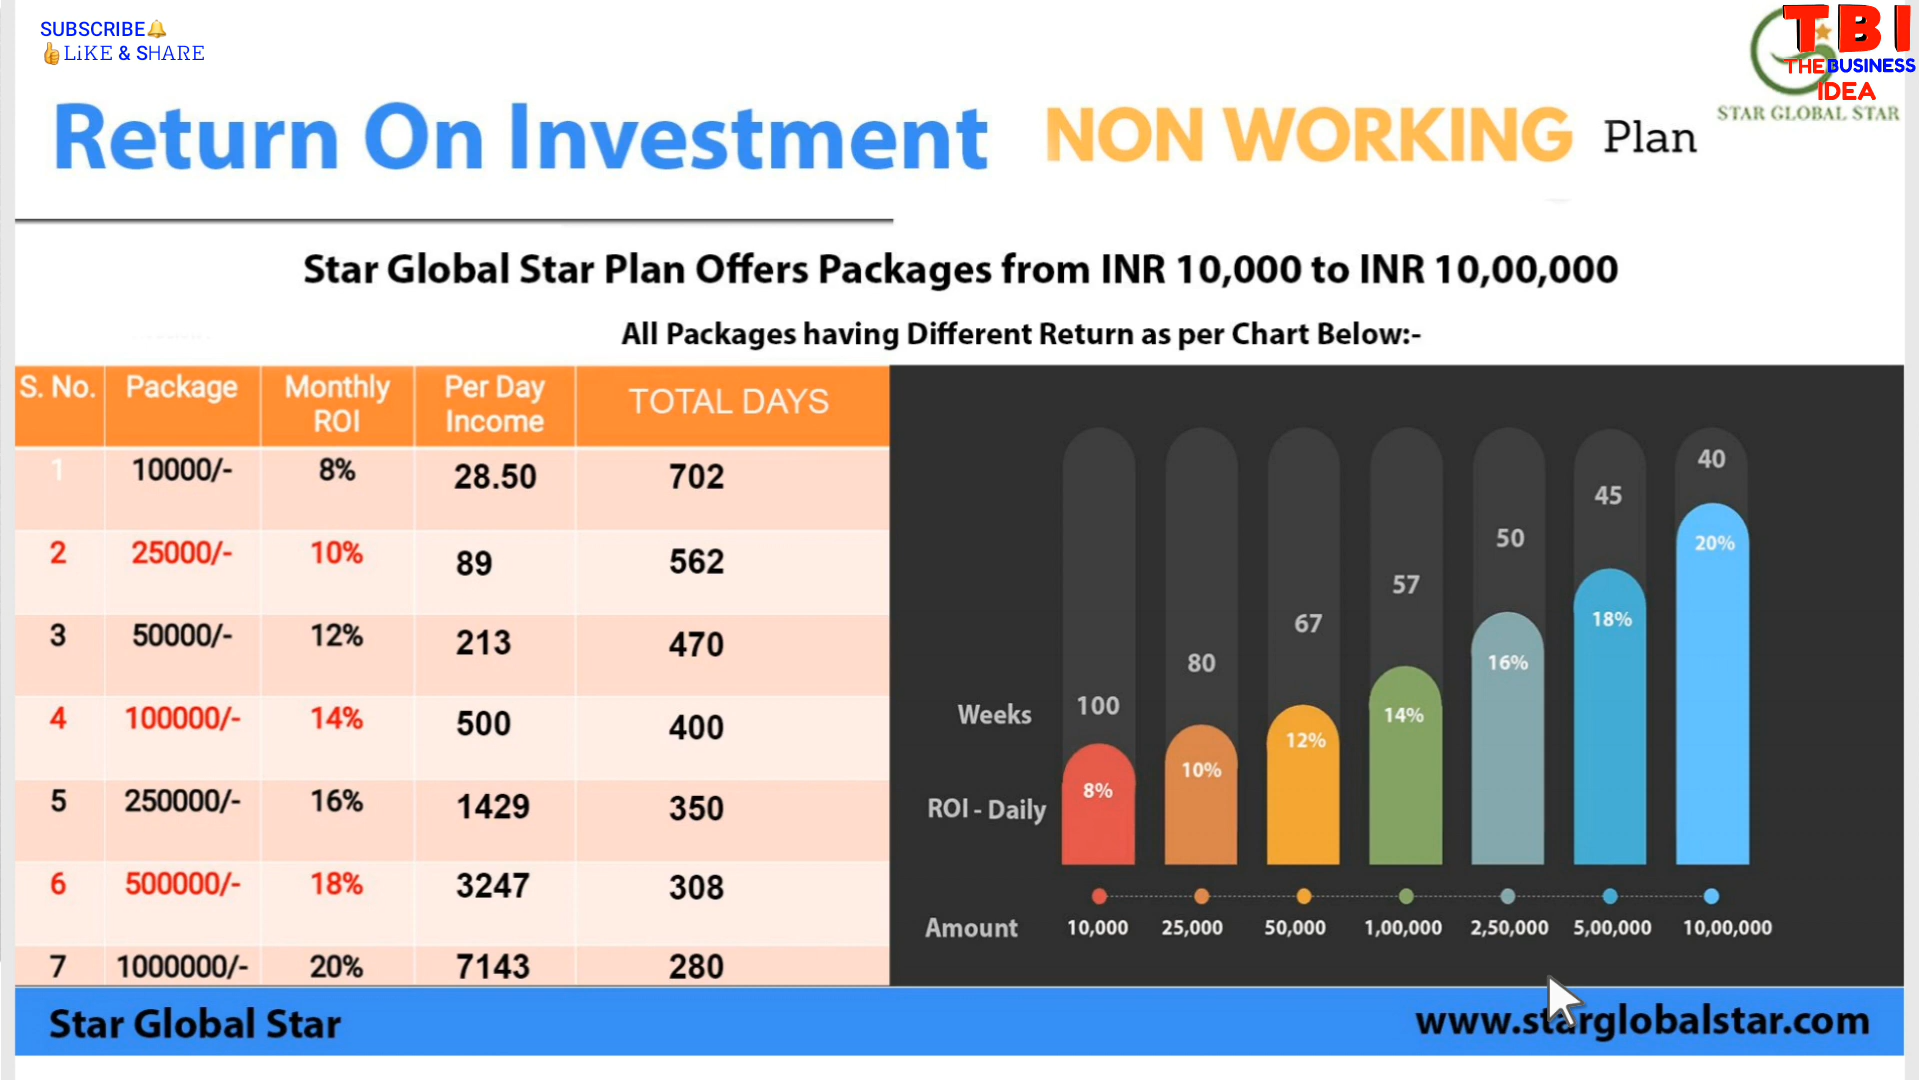 SUBSCRIBE🔔
👍LiKE & SHARE
TBI
THE BUSINESS
IDEA
STAR GLOBAL STAR
Return On Investment NON WORKING Plan
Star Global Star Plan Offers Packages from INR 10,000 to INR 10,00,000
All Packages having Different Return as per Chart Below:-
S. No. Package Monthly ROI Per Day Income TOTAL DAYS
1 10000/- 8% 28.50 702
2 25000/- 10% 89 562
3 50000/- 12% 213 470
4 100000/- 14% 500 400
5 250000/- 16% 1429 350
6 500000/- 18% 3247 308
7 1000000/- 20% 7143 280
Weeks 100 80 67 57 50 45 40
ROI - Daily 8% 10% 12% 14% 16% 18% 20%
Amount 10,000 25,000 50,000 1,00,000 2,50,000 5,00,000 10,00,000
Star Global Star
www.starglobalstar.com